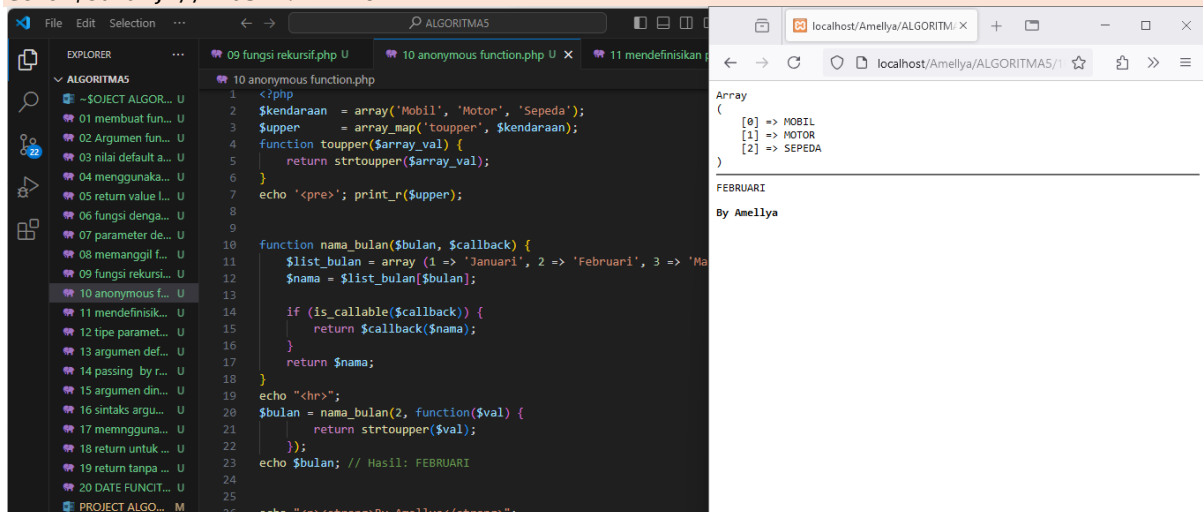 File Edit Selection ···
ALGORITMA5
EXPLORER ···
ALGORITMA5
~$OJECT ALGOR... U
01 membuat fun... U
02 Argumen fun... U
03 nilai default a... U
04 menggunaka... U
05 return value l... U
06 fungsi denga... U
07 parameter de... U
08 memanggil f... U
09 fungsi rekursi... U
10 anonymous f... U
11 mendefinisik... U
12 tipe paramet... U
13 argumen def... U
14 passing by r... U
15 argumen din... U
16 sintaks argu... U
17 memngguna... U
18 return untuk ... U
19 return tanpa ... U
20 DATE FUNCIT... U
PROJECT ALGO... M
22
09 fungsi rekursif.php U
10 anonymous function.php U
11 mendefinisikan
10 anonymous function.php
1 <?php
2 $kendaraan = array('Mobil', 'Motor', 'Sepeda');
3 $upper = array_map('toupper', $kendaraan);
4 function toupper($array_val) {
5 return strtoupper($array_val);
6 }
7 echo '<pre>'; print_r($upper);
8
9
10 function nama_bulan($bulan, $callback) {
11 $list_bulan = array (1 => 'Januari', 2 => 'Februari', 3 => 'Ma
12 $nama = $list_bulan[$bulan];
13
14 if (is_callable($callback)) {
15 return $callback($nama);
16 }
17 return $nama;
18 }
19 echo "<hr>";
20 $bulan = nama_bulan(2, function($val) {
21 return strtoupper($val);
22 });
23 echo $bulan; // Hasil: FEBRUARI
24
25
26 echo "<p><strong>By Amellya</strong>";
localhost/Amellya/ALGORITM
localhost/Amellya/ALGORITMA5/1
Array
(
[0] => MOBIL
[1] => MOTOR
[2] => SEPEDA
)
FEBRUARI
By Amellya